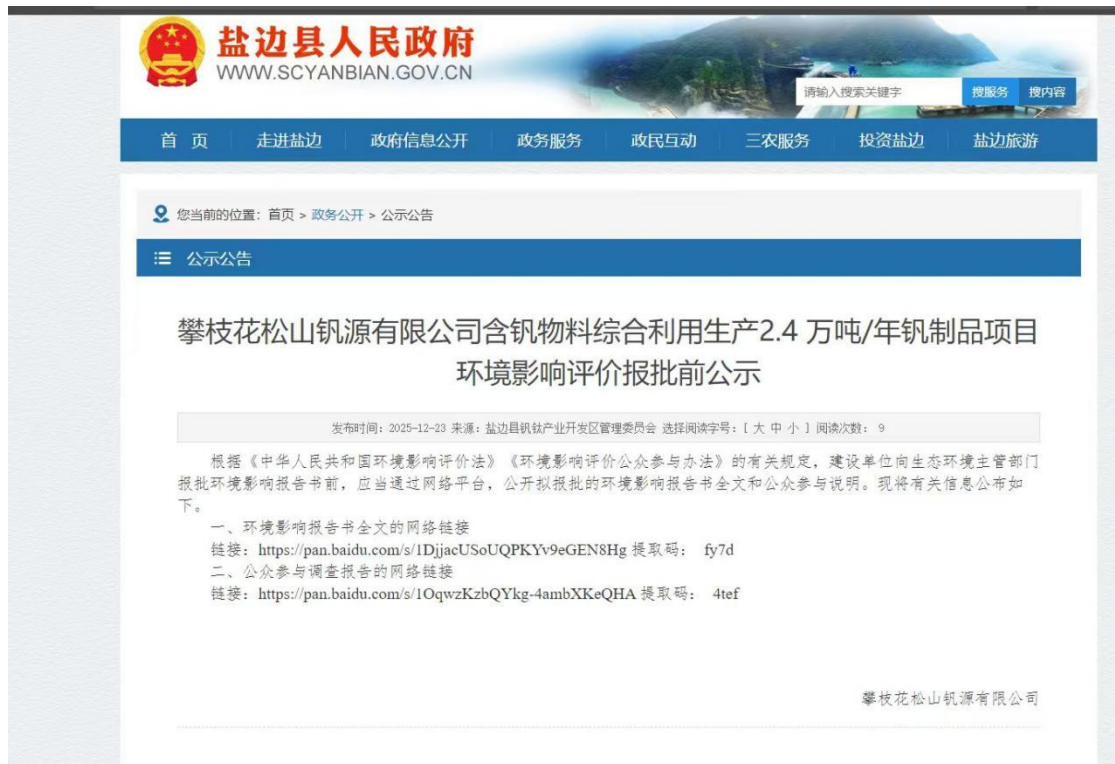 盐边县人民政府
WWW.SCYANBIAN.GOV.CN
请输入搜索关键字
搜服务 搜内容
首 页 走进盐边 政府信息公开 政务服务 政民互动 三农服务 投资盐边 盐边旅游
您当前的位置：首页 > 政务公开 > 公示公告
公示公告
攀枝花松山钒源有限公司含钒物料综合利用生产2.4 万吨/年钒制品项目
环境影响评价报批前公示
发布时间：2025-12-23 来源：盐边县钒钛产业开发区管理委员会 选择阅读字号：[ 大 中 小 ] 阅读次数： 9
根据《中华人民共和国环境影响评价法》《环境影响评价公众参与办法》的有关规定，建设单位向生态环境主管部门
报批环境影响报告书前，应当通过网络平台，公开拟报批的环境影响报告书全文和公众参与说明。现将有关信息公布如
下。
一、环境影响报告书全文的网络链接
链接：https://pan.baidu.com/s/1DjjacUSoUQPKYv9eGEN8Hg 提取码： fy7d
二、公众参与调查报告的网络链接
链接：https://pan.baidu.com/s/1OqwzKzbQYkg-4ambXKeQHA 提取码： 4tef
攀枝花松山钒源有限公司